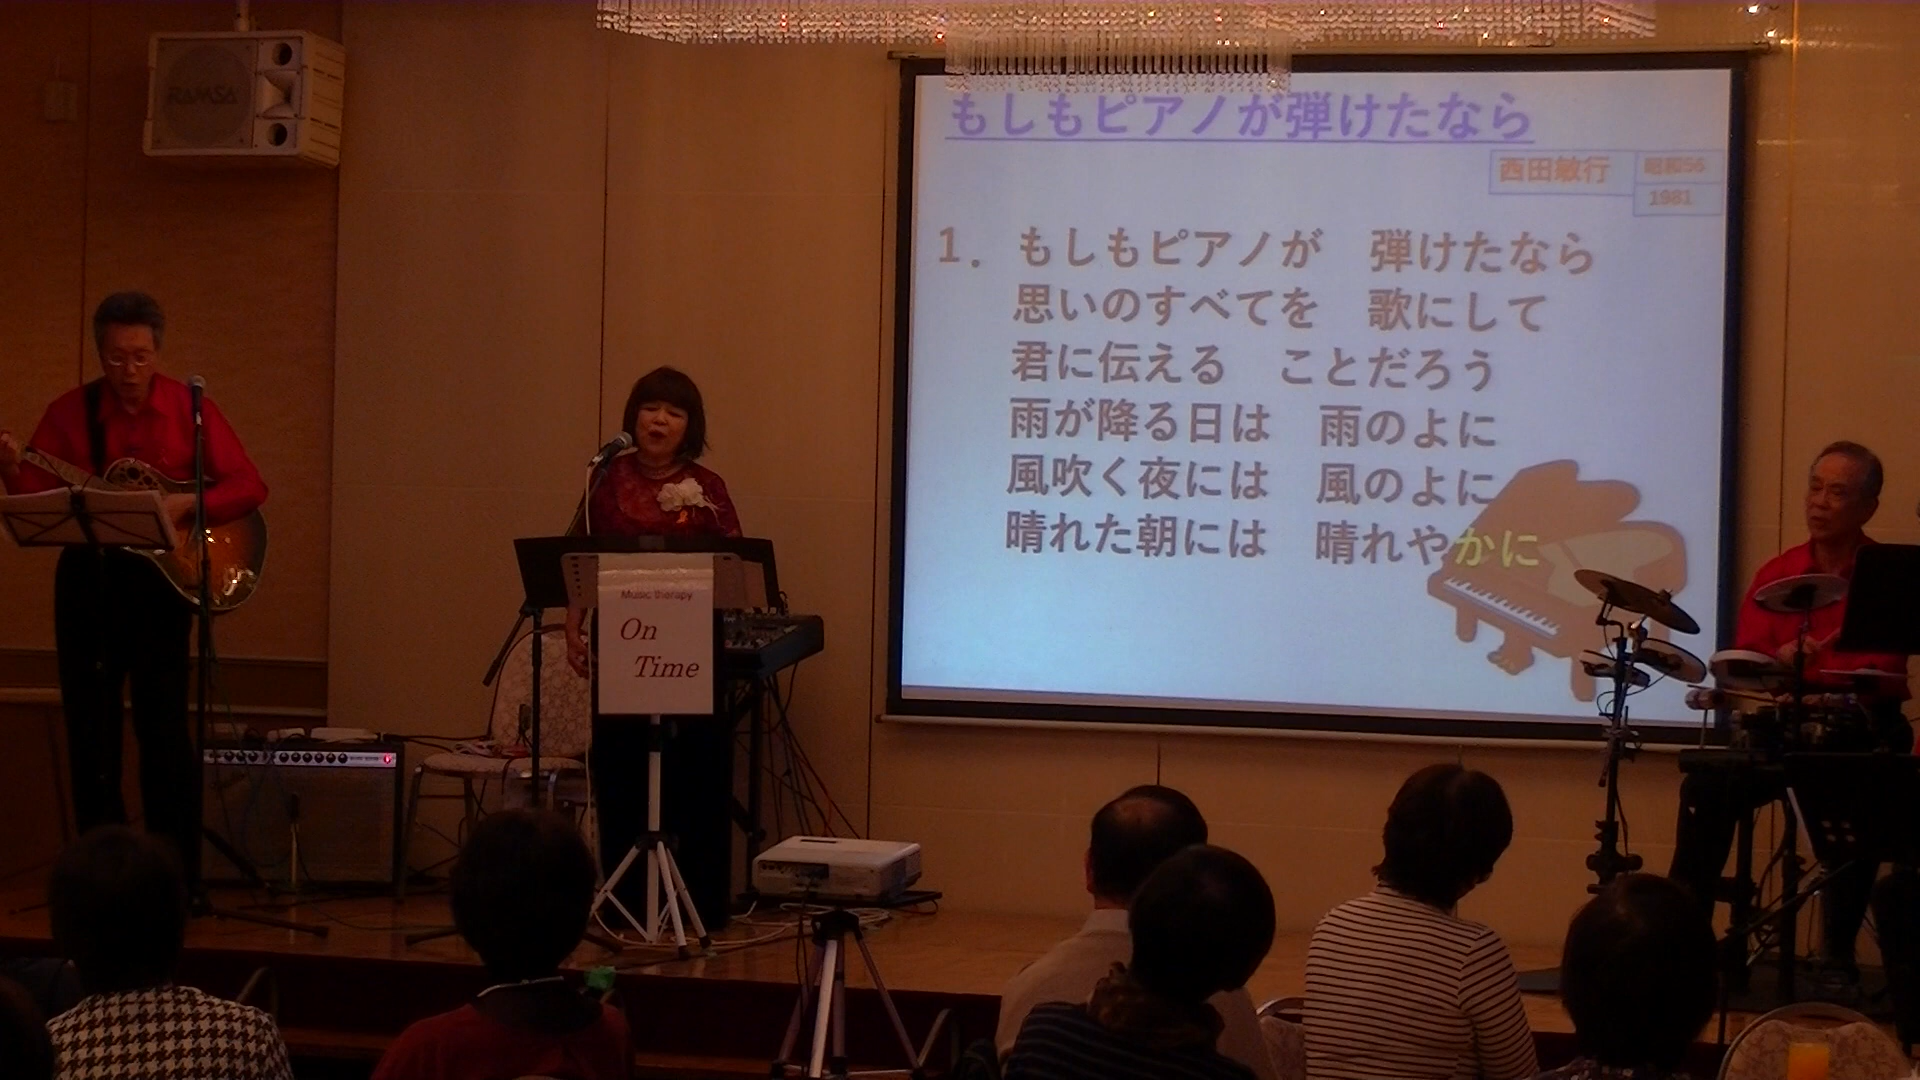 RAMSA
もしもピアノが弾けたなら
西田敏行
昭和56
1981
1. もしもピアノが 弾けたなら
思いのすべてを 歌にして
君に伝える ことだろう
雨が降る日は 雨のよに
風吹く夜には 風のよに
晴れた朝には 晴れやかに
Music therapy
On
Time